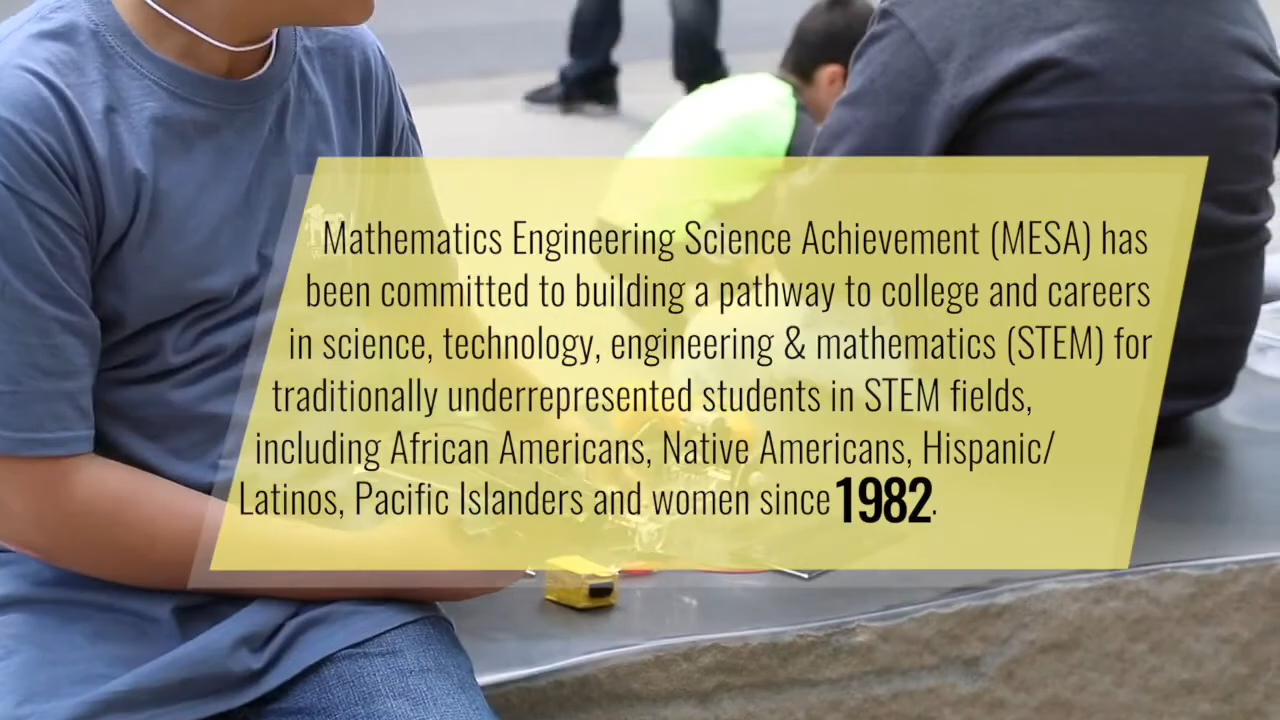 Mathematics Engineering Science Achievement (MESA) has
been committed to building a pathway to college and careers
in science, technology, engineering & mathematics (STEM) for
traditionally underrepresented students in STEM fields,
including African Americans, Native Americans, Hispanic/
Latinos, Pacific Islanders and women since 1982.